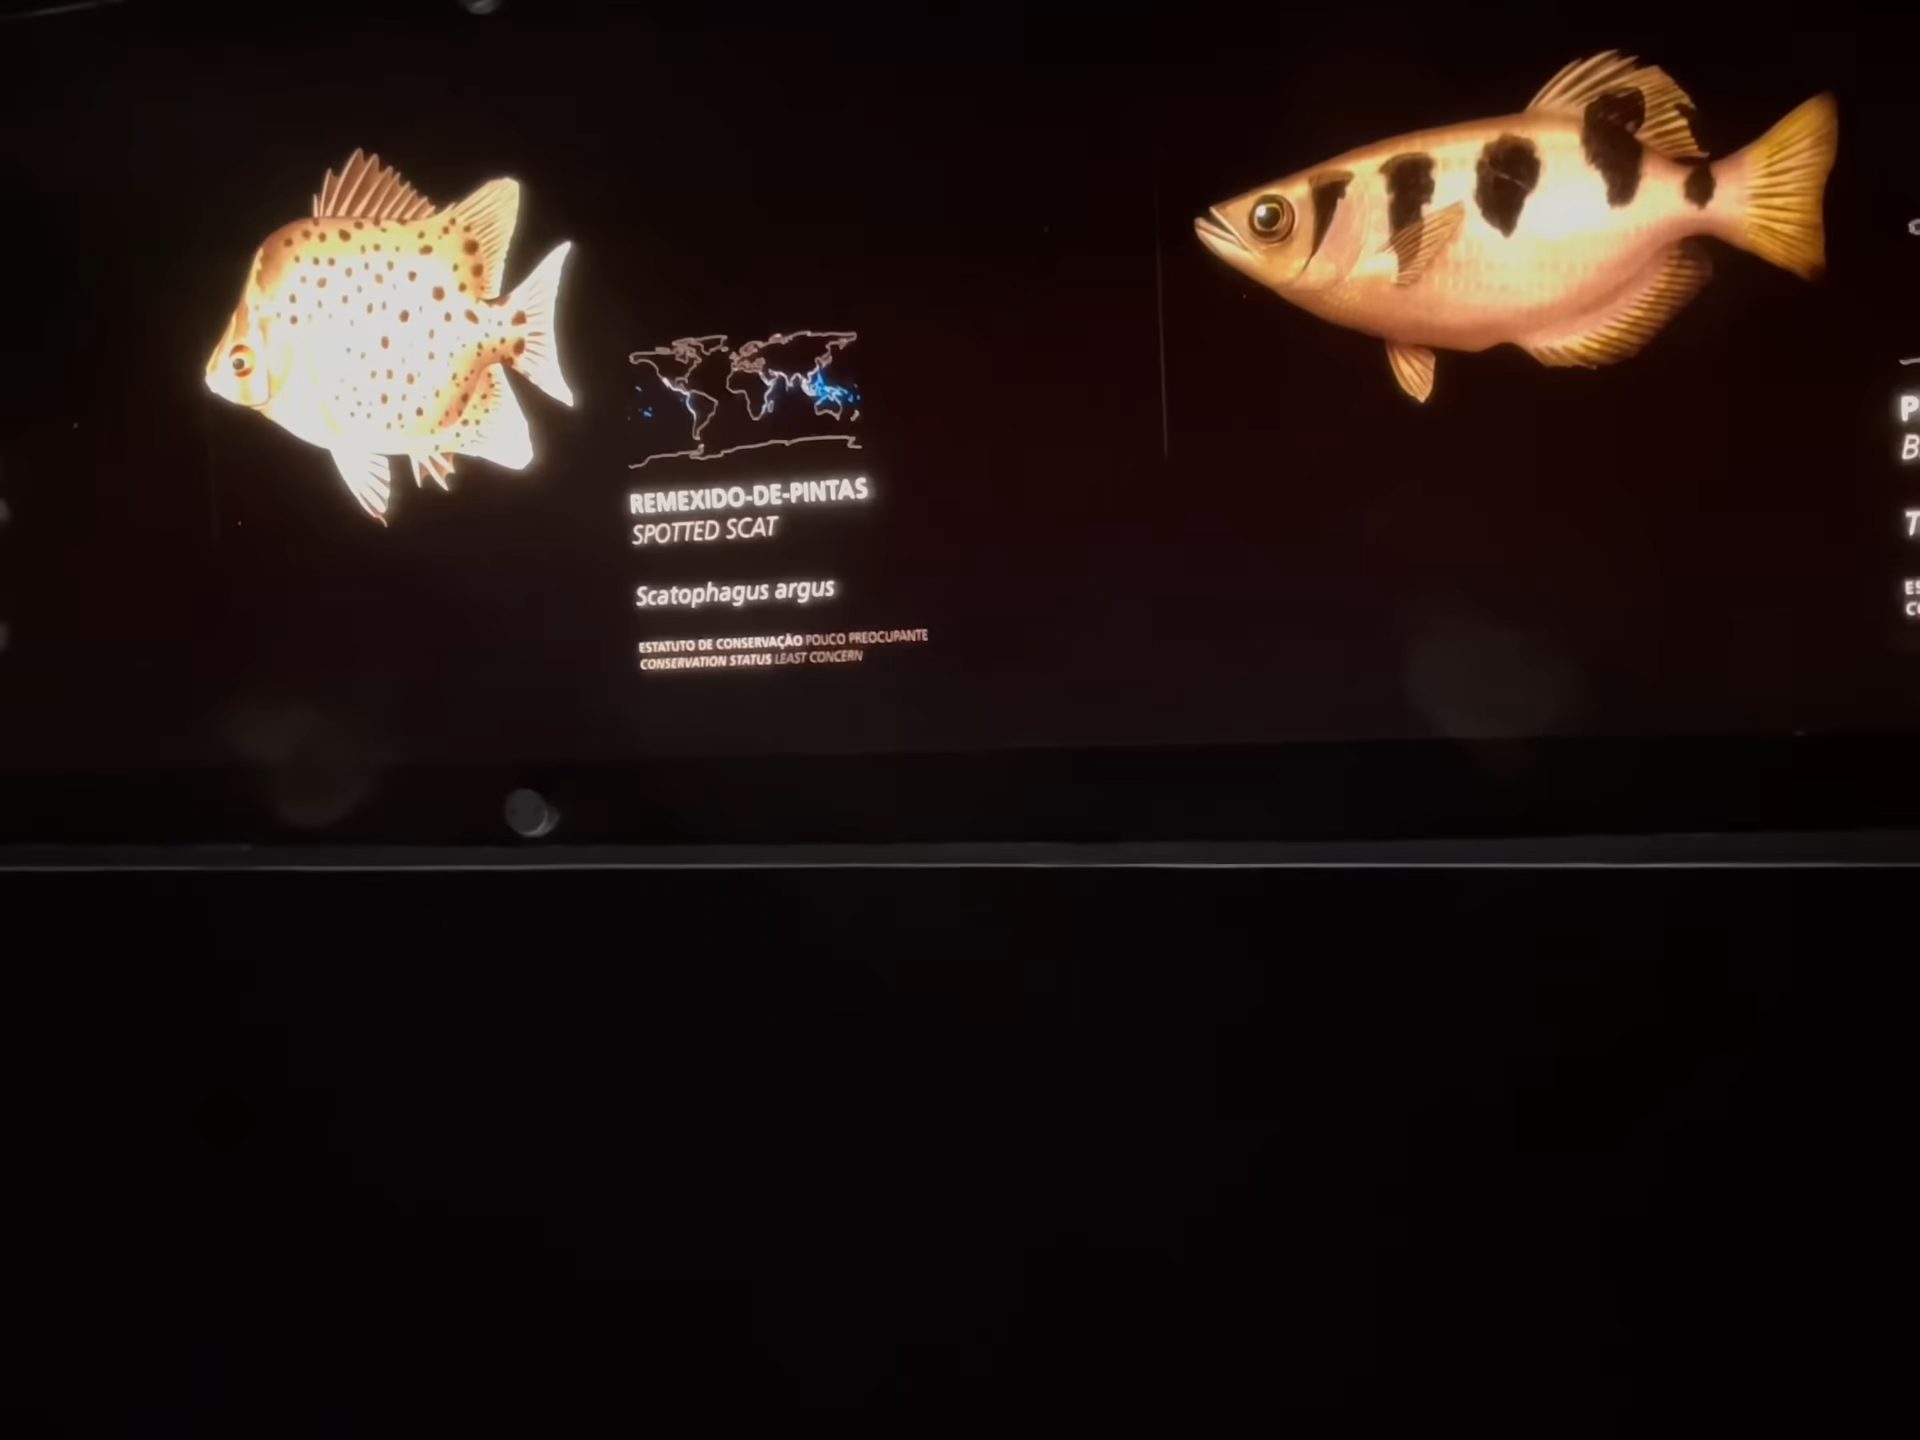 REMEXIDO-DE-PINTAS
SPOTTED SCAT
Scatophagus argus
ESTATUTO DE CONSERVAÇÃO POUCO PREOCUPANTE
CONSERVATION STATUS LEAST CONCERN